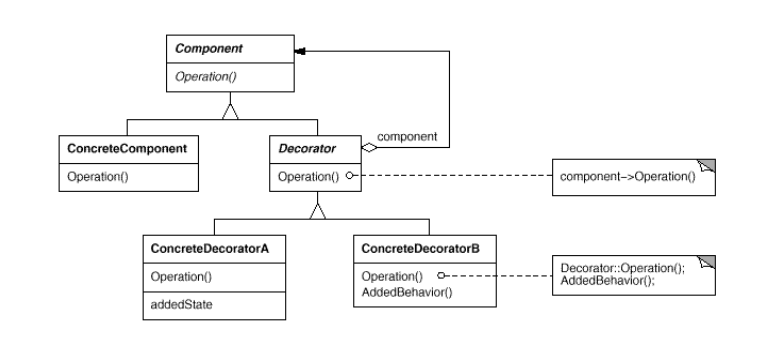 Component
Operation()
component
ConcreteComponent
Operation()
Decorator
Operation()
component->Operation()
ConcreteDecoratorA
Operation()
addedState
ConcreteDecoratorB
Operation()
AddedBehavior()
Decorator::Operation();
AddedBehavior();